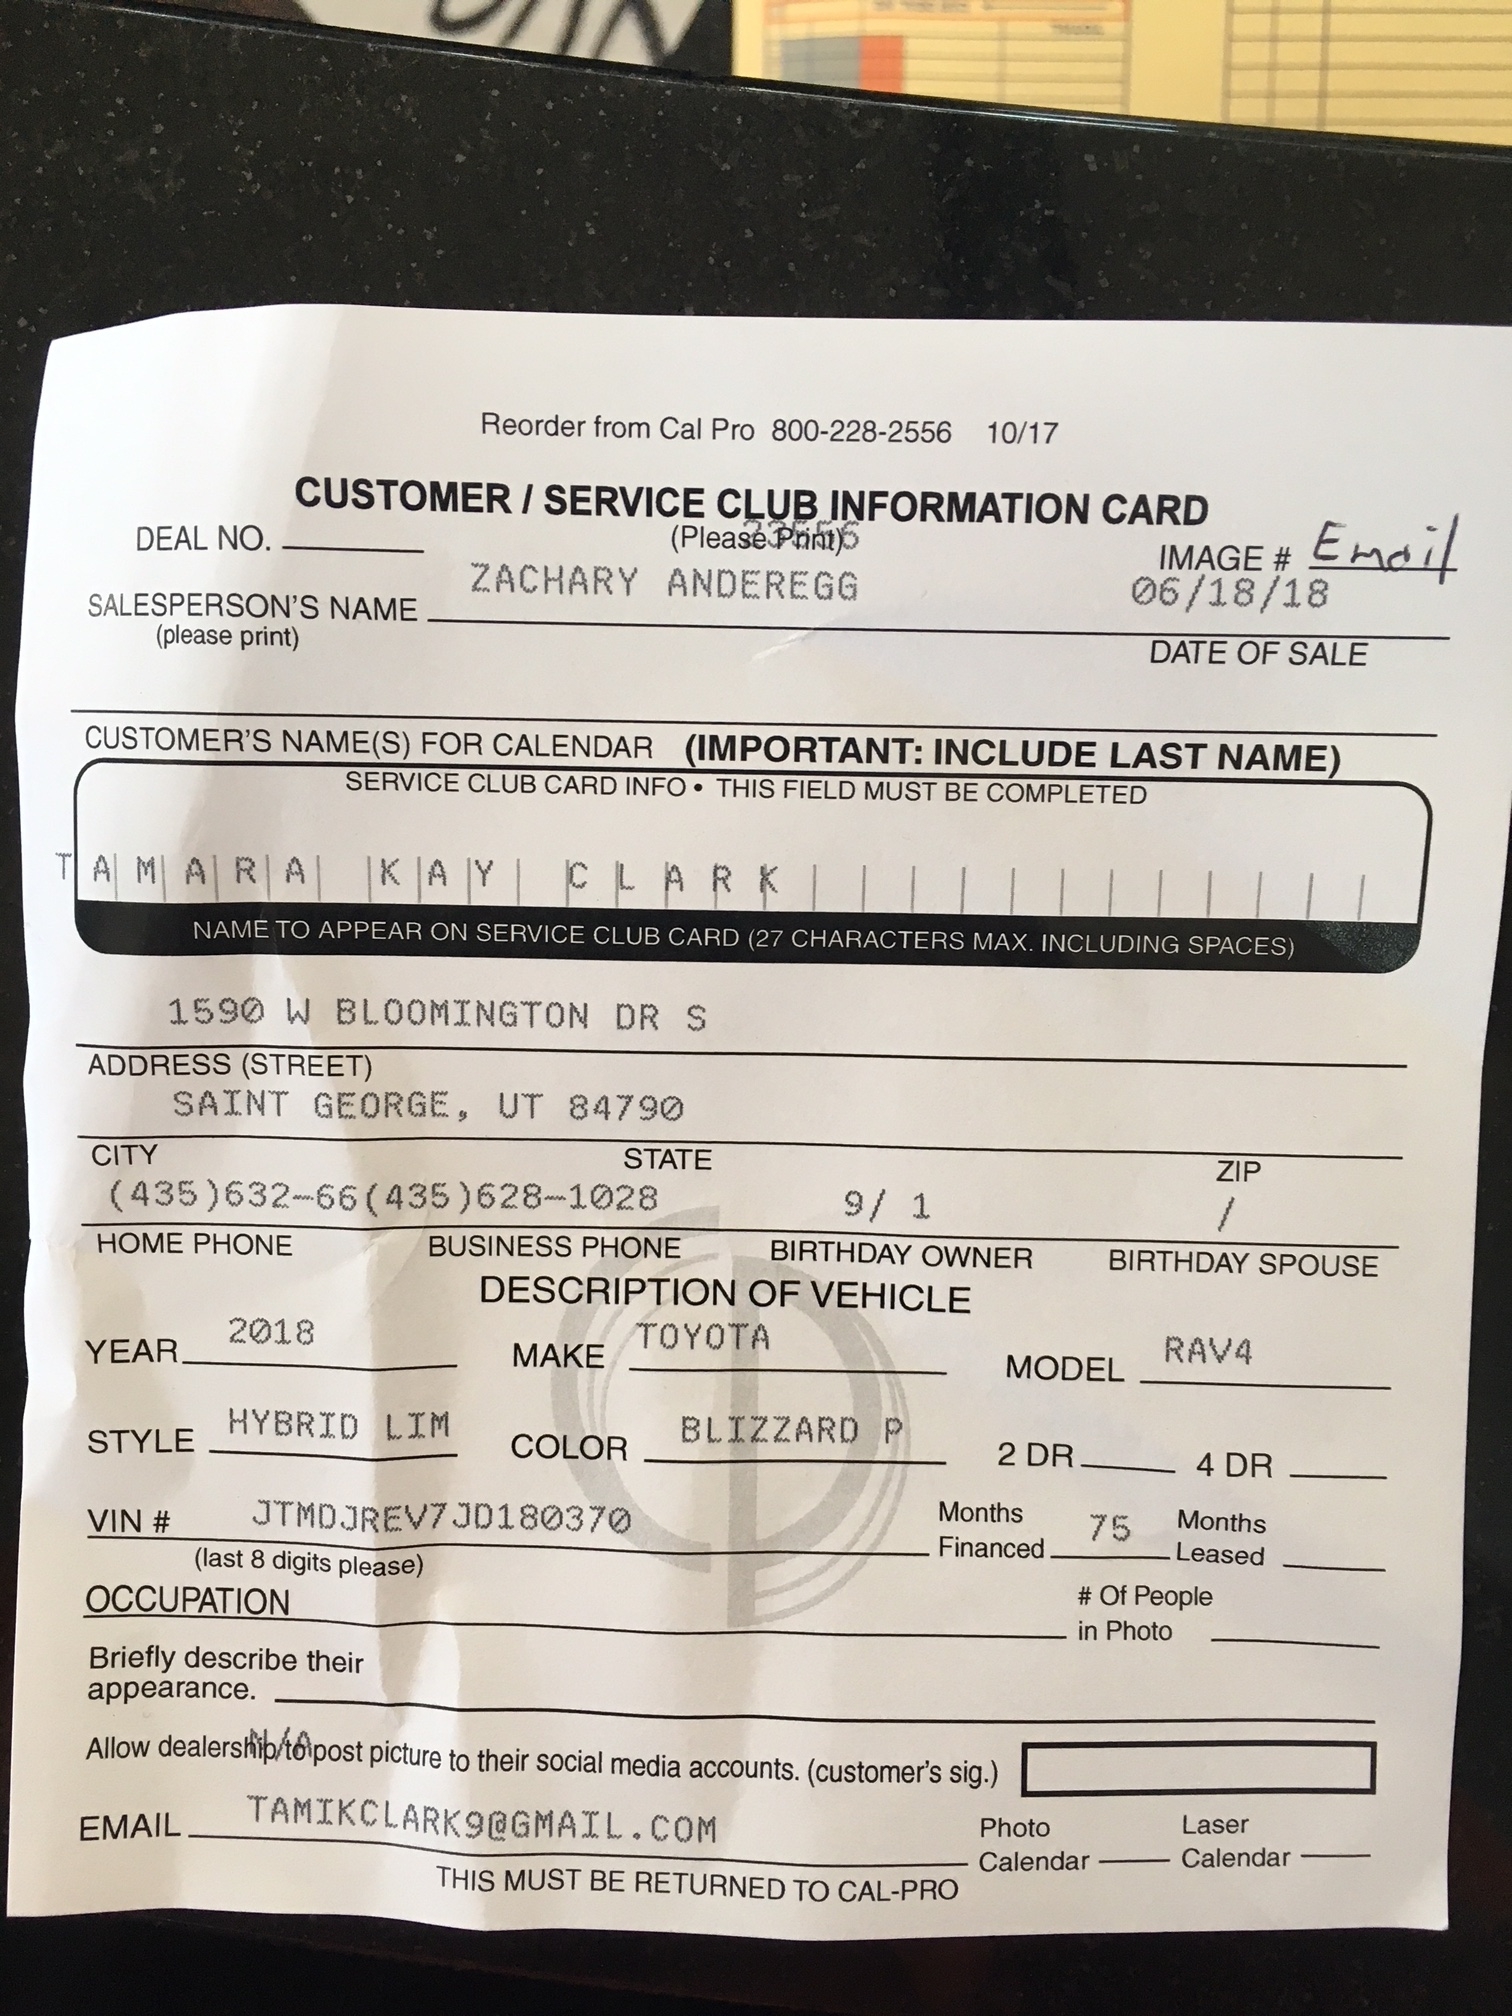 Reorder from Cal Pro 800-228-2556 10/17
CUSTOMER / SERVICE CLUB INFORMATION CARD
DEAL NO. (Please Print) IMAGE # Email
SALESPERSON'S NAME ZACHARY ANDEREGG 06/18/18
(please print) DATE OF SALE
CUSTOMER'S NAME(S) FOR CALENDAR (IMPORTANT: INCLUDE LAST NAME)
SERVICE CLUB CARD INFO • THIS FIELD MUST BE COMPLETED
TAMARA KAY CLARK
NAME TO APPEAR ON SERVICE CLUB CARD (27 CHARACTERS MAX. INCLUDING SPACES)
1590 W BLOOMINGTON DR S
ADDRESS (STREET)
SAINT GEORGE, UT 84790
CITY STATE ZIP
(435)632-66(435)628-1028 9/ 1 /
HOME PHONE BUSINESS PHONE BIRTHDAY OWNER BIRTHDAY SPOUSE
DESCRIPTION OF VEHICLE
YEAR 2018 MAKE TOYOTA MODEL RAV4
STYLE HYBRID LIM COLOR BLIZZARD P 2 DR 4 DR
VIN # JTMDJREV7JD180370 Months Financed 75 Months Leased
(last 8 digits please)
OCCUPATION # Of People in Photo
Briefly describe their
appearance.
N/A
Allow dealership to post picture to their social media accounts. (customer's sig.)
EMAIL TAMIKCLARK9@GMAIL.COM Photo Calendar Laser Calendar
THIS MUST BE RETURNED TO CAL-PRO